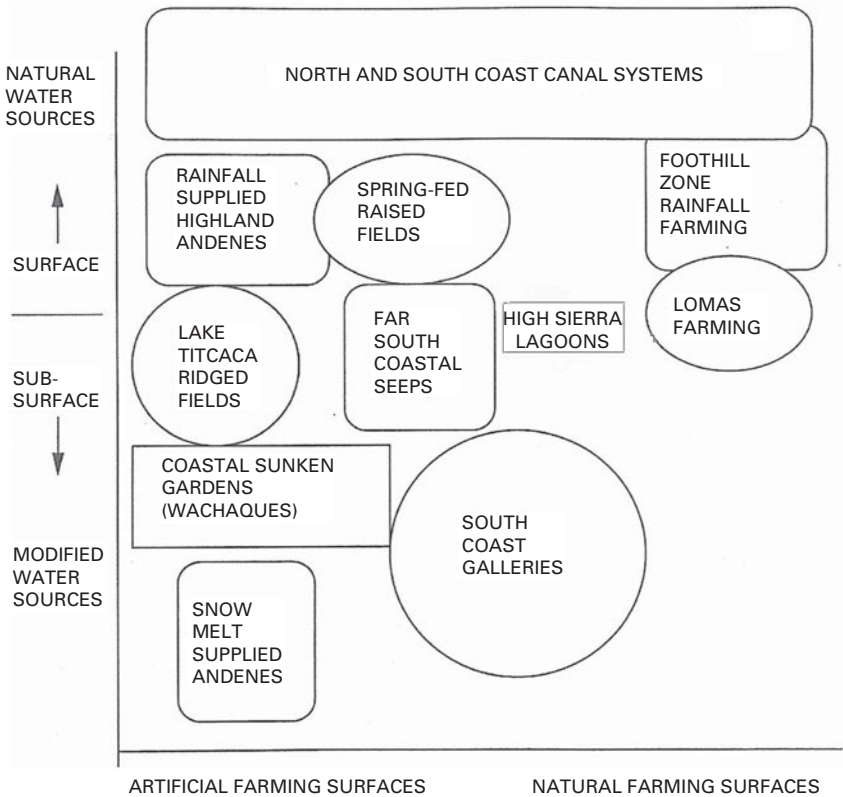 NORTH AND SOUTH COAST CANAL SYSTEMS
NATURAL
WATER
SOURCES
SURFACE
SUB-
SURFACE
MODIFIED
WATER
SOURCES
RAINFALL
SUPPLIED
HIGHLAND
ANDENES
SPRING-FED
RAISED
FIELDS
FOOTHILL
ZONE
RAINFALL
FARMING
LAKE
TITCACA
RIDGED
FIELDS
FAR
SOUTH
COASTAL
SEEPS
HIGH SIERRA
LAGOONS
LOMAS
FARMING
COASTAL SUNKEN
GARDENS
(WACHAQUES)
SOUTH
COAST
GALLERIES
SNOW
MELT
SUPPLIED
ANDENES
ARTIFICIAL FARMING SURFACES
NATURAL FARMING SURFACES